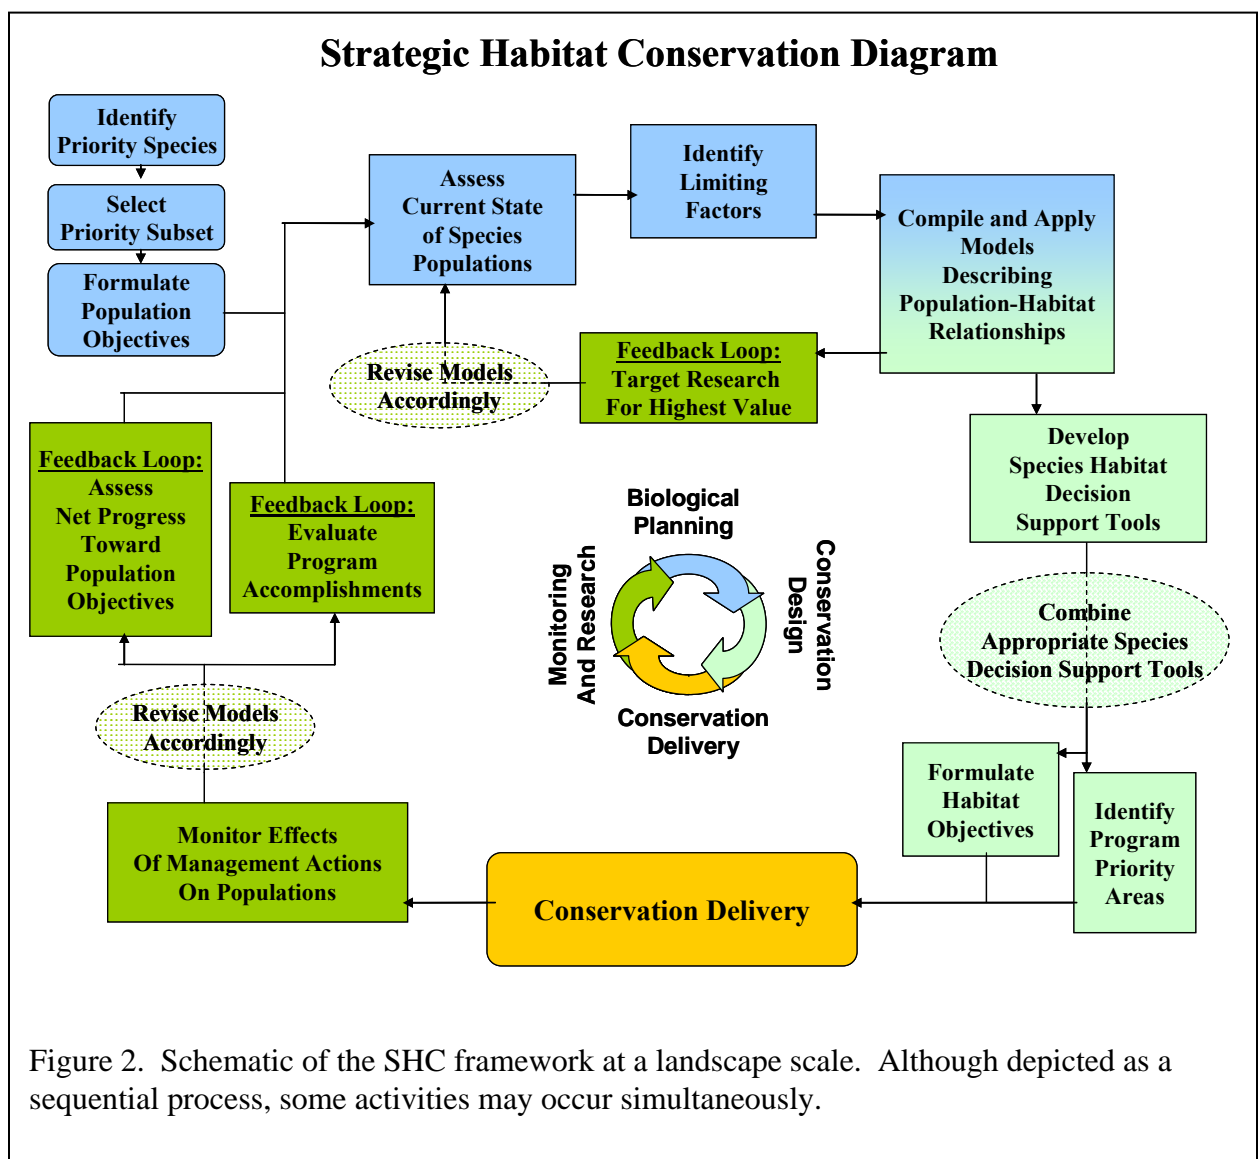 Strategic Habitat Conservation Diagram
Identify
Priority Species
Select
Priority Subset
Formulate
Population
Objectives
Assess
Current State
of Species
Populations
Identify
Limiting
Factors
Compile and Apply
Models
Describing
Population-Habitat
Relationships
Feedback Loop:
Target Research
For Highest Value
Revise Models
Accordingly
Develop
Species Habitat
Decision
Support Tools
Combine
Appropriate Species
Decision Support Tools
Formulate
Habitat
Objectives
Identify
Program
Priority
Areas
Conservation Delivery
Monitor Effects
Of Management Actions
On Populations
Revise Models
Accordingly
Feedback Loop:
Assess
Net Progress
Toward
Population
Objectives
Feedback Loop:
Evaluate
Program
Accomplishments
Biological
Planning
Conservation
Design
Conservation
Delivery
Monitoring
And Research
Figure 2.  Schematic of the SHC framework at a landscape scale.  Although depicted as a
sequential process, some activities may occur simultaneously.